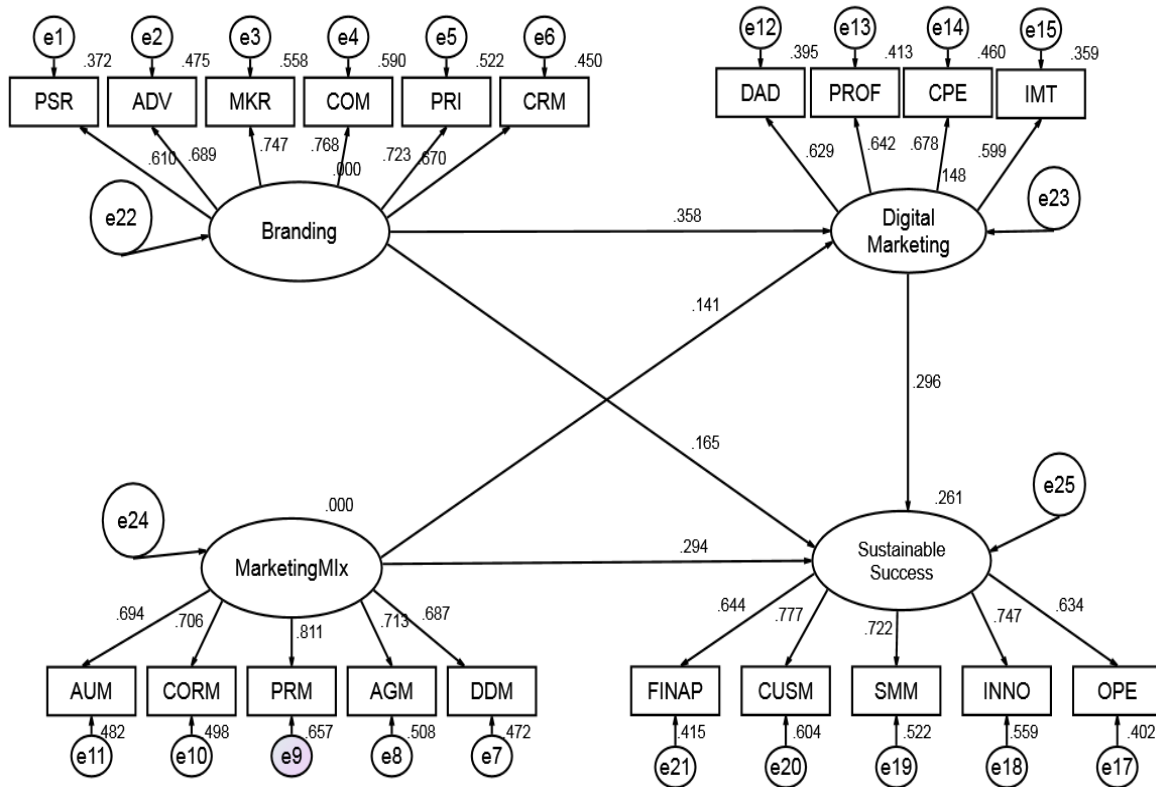 e1 e2 e3 e4 e5 e6 e12 e13 e14 e15
.372 .475 .558 .590 .522 .450 .395 .413 .460 .359
PSR ADV MKR COM PRI CRM DAD PROF CPE IMT
.610 .689 .747 .768 .723 .670 .629 .642 .678 .599
.000 148
e22 Branding .358 Digital e23
Marketing
.141
.296
.165
e24 .000 .261 e25
MarketingMIx .294 Sustainable
Success
.694 .706 .811 .713 .687 .644 .777 .722 .747 .634
AUM CORM PRM AGM DDM FINAP CUSM SMM INNO OPE
.482 .498 .657 .508 .472 .415 .604 .522 .559 .402
e11 e10 e9 e8 e7 e21 e20 e19 e18 e17